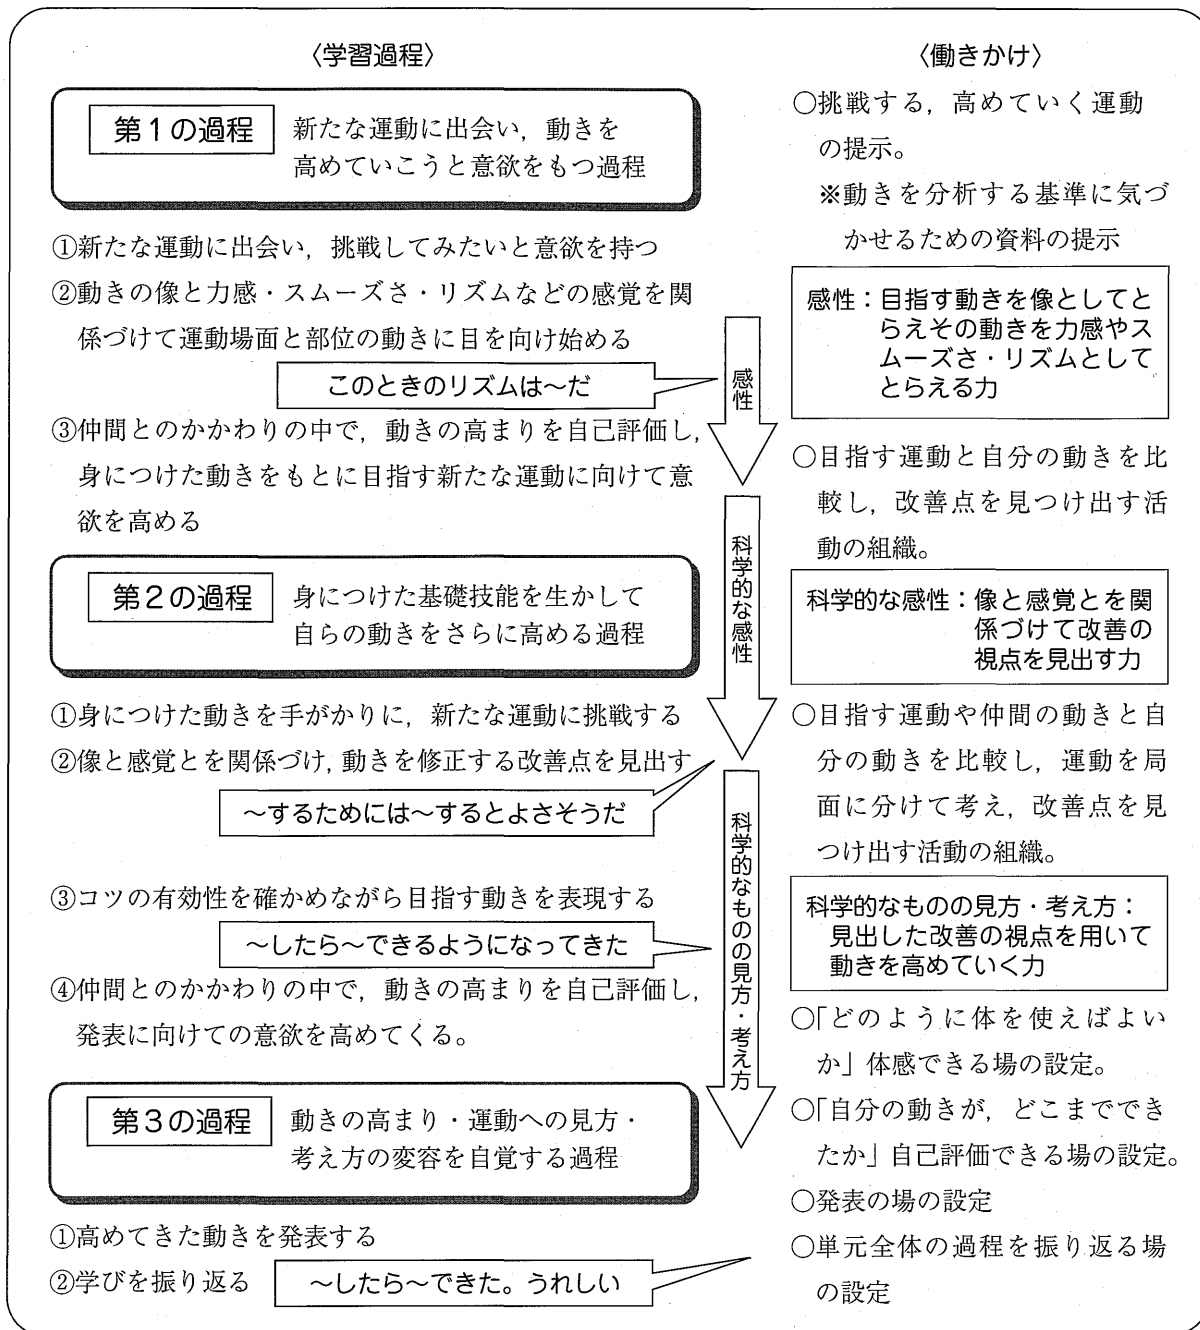 〈学習過程〉
第1の過程
新たな運動に出会い，動きを
高めていこうと意欲をもつ過程
①新たな運動に出会い，挑戦してみたいと意欲を持つ
②動きの像と力感・スムーズさ・リズムなどの感覚を関
係づけて運動場面と部位の動きに目を向け始める
このときのリズムは～だ
③仲間とのかかわりの中で，動きの高まりを自己評価し，
身につけた動きをもとに目指す新たな運動に向けて意
欲を高める
第2の過程
身につけた基礎技能を生かして
自らの動きをさらに高める過程
①身につけた動きを手がかりに，新たな運動に挑戦する
②像と感覚とを関係づけ，動きを修正する改善点を見出す
～するためには～するとよさそうだ
③コツの有効性を確かめながら目指す動きを表現する
～したら～できるようになってきた
④仲間とのかかわりの中で，動きの高まりを自己評価し，
発表に向けての意欲を高めてくる。
第3の過程
動きの高まり・運動への見方・
考え方の変容を自覚する過程
①高めてきた動きを発表する
②学びを振り返る
～したら～できた。うれしい
感性
科学的な感性
科学的なものの見方・考え方
〈働きかけ〉
○挑戦する，高めていく運動
の提示。
※動きを分析する基準に気づ
かせるための資料の提示
感性：目指す動きを像としてと
らえその動きを力感やス
ムーズさ・リズムとして
とらえる力
○目指す運動と自分の動きを比
較し，改善点を見つけ出す活
動の組織。
科学的な感性：像と感覚とを関
係づけて改善の
視点を見出す力
○目指す運動や仲間の動きと自
分の動きを比較し，運動を局
面に分けて考え，改善点を見
つけ出す活動の組織。
科学的なものの見方・考え方：
見出した改善の視点を用いて
動きを高めていく力
○「どのように体を使えばよい
か」体感できる場の設定。
○「自分の動きが，どこまででき
たか」自己評価できる場の設定。
○発表の場の設定
○単元全体の過程を振り返る場
の設定